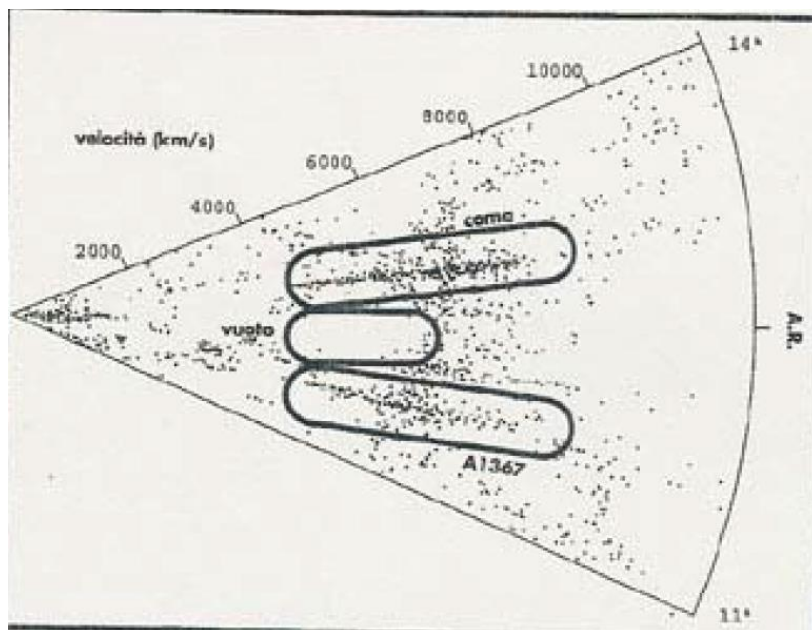 14ʰ
10000
8000
velocità (km/s)
6000
coma
4000
2000
vuoto
A.R.
A1367
11ʰ